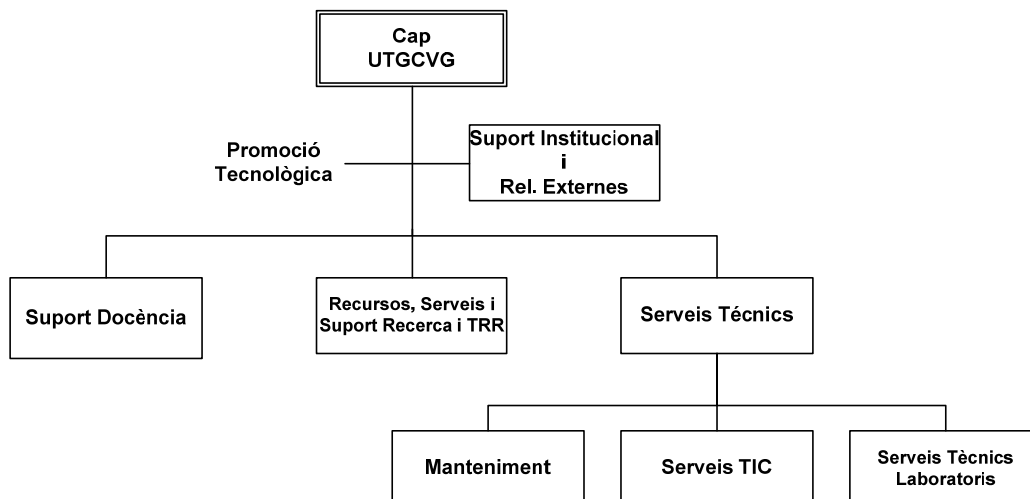 Cap
UTGCVG
Promoció
Tecnològica
Suport Institucional
i
Rel. Externes
Suport Docència
Recursos, Serveis i
Suport Recerca i TRR
Serveis Técnics
Manteniment
Serveis TIC
Serveis Tècnics
Laboratoris